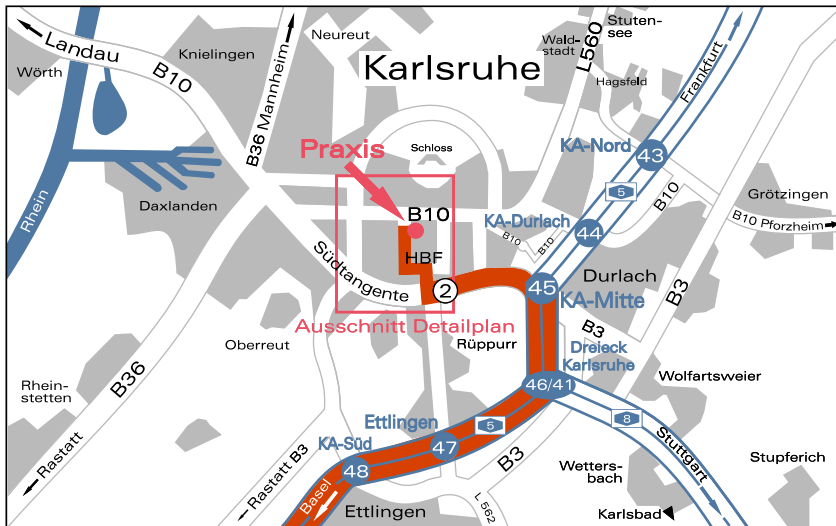 Landau
B10
Wörth
Knielingen
Neureut
B36 Mannheim
Karlsruhe
Wald-
stadt
Stuten-
see
L560
Hagsfeld
Frankfurt
Schloss
Praxis
KA-Nord
43
5
B10
Grötzingen
B10 Pforzheim
Rhein
Daxlanden
B10
KA-Durlach
44
B10
B10
HBF
Südtangente
2
Durlach
45
KA-Mitte
B3
Ausschnitt Detailplan
Oberreut
Rüppurr
B3
Dreieck
Karlsruhe
46/41
Wolfartsweier
B36
Rhein-
stetten
Rastatt
Ettlingen
5
8
KA-Süd
47
48
B3
Stuttgart
Rastatt B3
Basel
Ettlingen
L 562
Wetters-
bach
Stupferich
Karlsbad